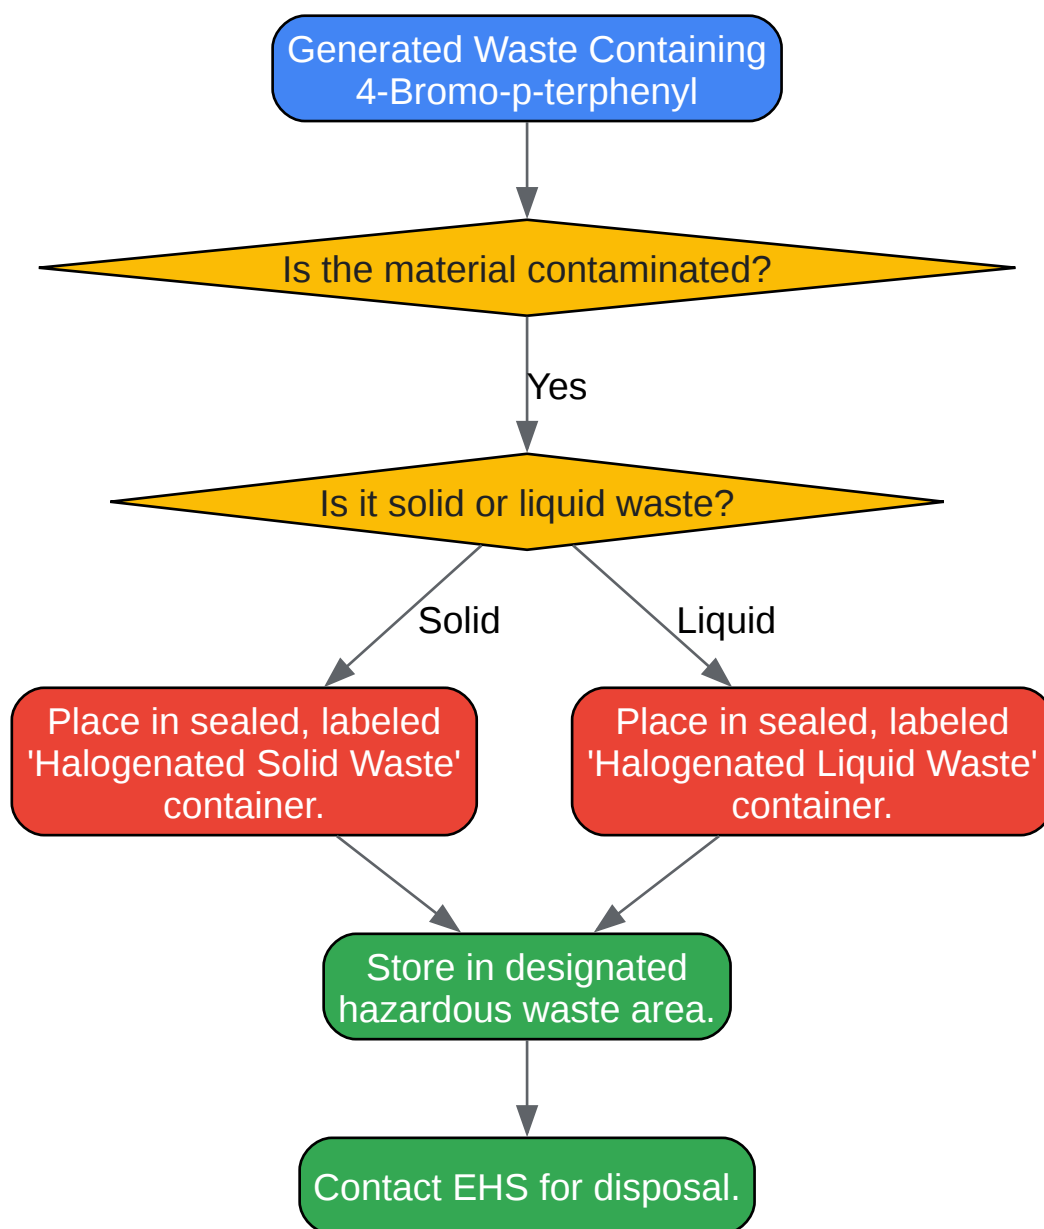 Generated Waste Containing
4-Bromo-p-terphenyl
Is the material contaminated?
Yes
Is it solid or liquid waste?
Solid
Liquid
Place in sealed, labeled
'Halogenated Solid Waste'
container.
Place in sealed, labeled
'Halogenated Liquid Waste'
container.
Store in designated
hazardous waste area.
Contact EHS for disposal.